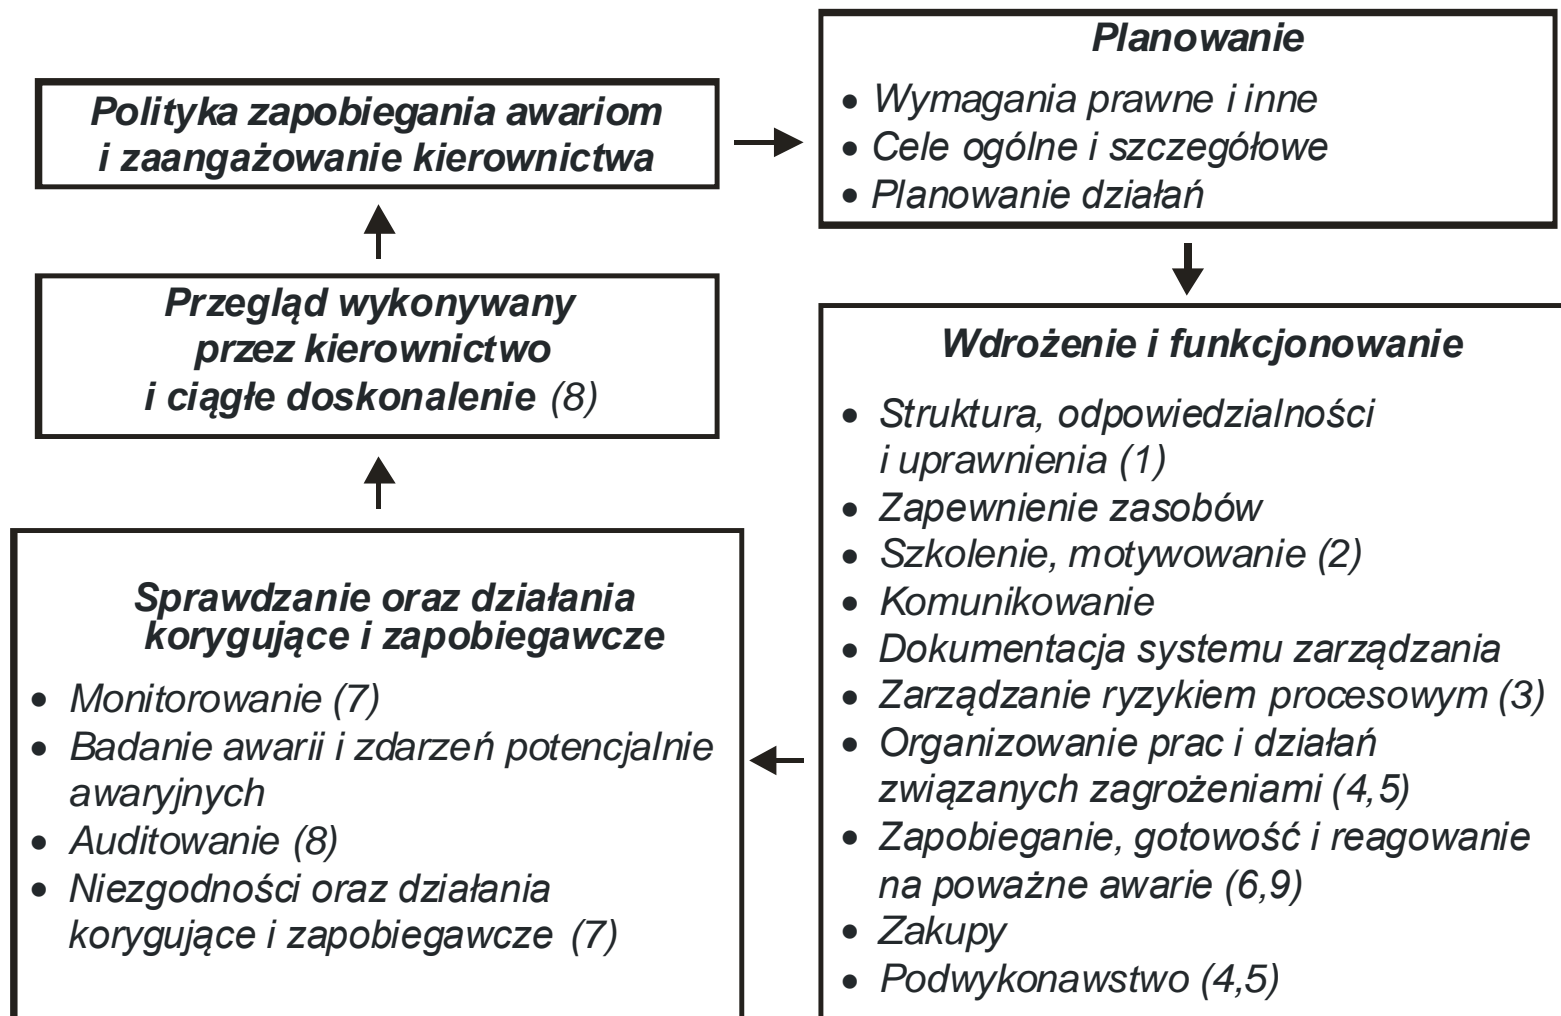 Polityka zapobiegania awariom
i zaangażowanie kierownictwa
Planowanie
• Wymagania prawne i inne
• Cele ogólne i szczegółowe
• Planowanie działań
Wdrożenie i funkcjonowanie
• Struktura, odpowiedzialności
i uprawnienia (1)
• Zapewnienie zasobów
• Szkolenie, motywowanie (2)
• Komunikowanie
• Dokumentacja systemu zarządzania
• Zarządzanie ryzykiem procesowym (3)
• Organizowanie prac i działań
związanych zagrożeniami (4,5)
• Zapobieganie, gotowość i reagowanie
na poważne awarie (6,9)
• Zakupy
• Podwykonawstwo (4,5)
Sprawdzanie oraz działania
korygujące i zapobiegawcze
• Monitorowanie (7)
• Badanie awarii i zdarzeń potencjalnie
awaryjnych
• Auditowanie (8)
• Niezgodności oraz działania
korygujące i zapobiegawcze (7)
Przegląd wykonywany
przez kierownictwo
i ciągłe doskonalenie (8)